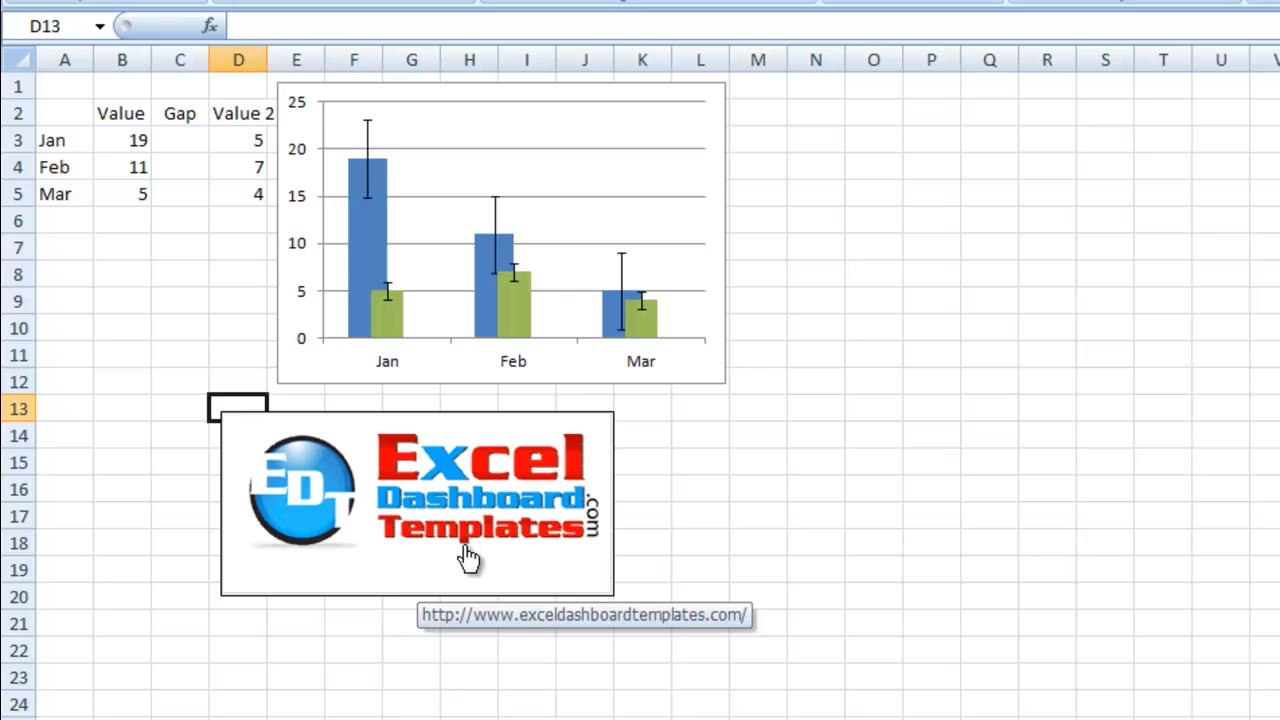 D13 fx
A B C D E F G H I J K L M N O P Q R S T U
1
2 Value Gap Value 2
3 Jan 19 5
4 Feb 11 7
5 Mar 5 4
6
7
8
9
10
11
12
13
14
15
16
17
18
19
20
21
22
23
24
25
20
15
10
5
0
Jan Feb Mar
EDT
Excel
Dashboard
Templates
.com
http://www.exceldashboardtemplates.com/